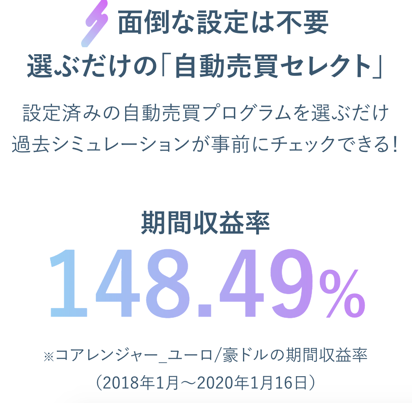 面倒な設定は不要
選ぶだけの「自動売買セレクト」
設定済みの自動売買プログラムを選ぶだけ
過去シミュレーションが事前にチェックできる!
期間収益率
148.49%
※コアレンジャー_ユーロ/豪ドルの期間収益率
(2018年1月〜2020年1月16日)